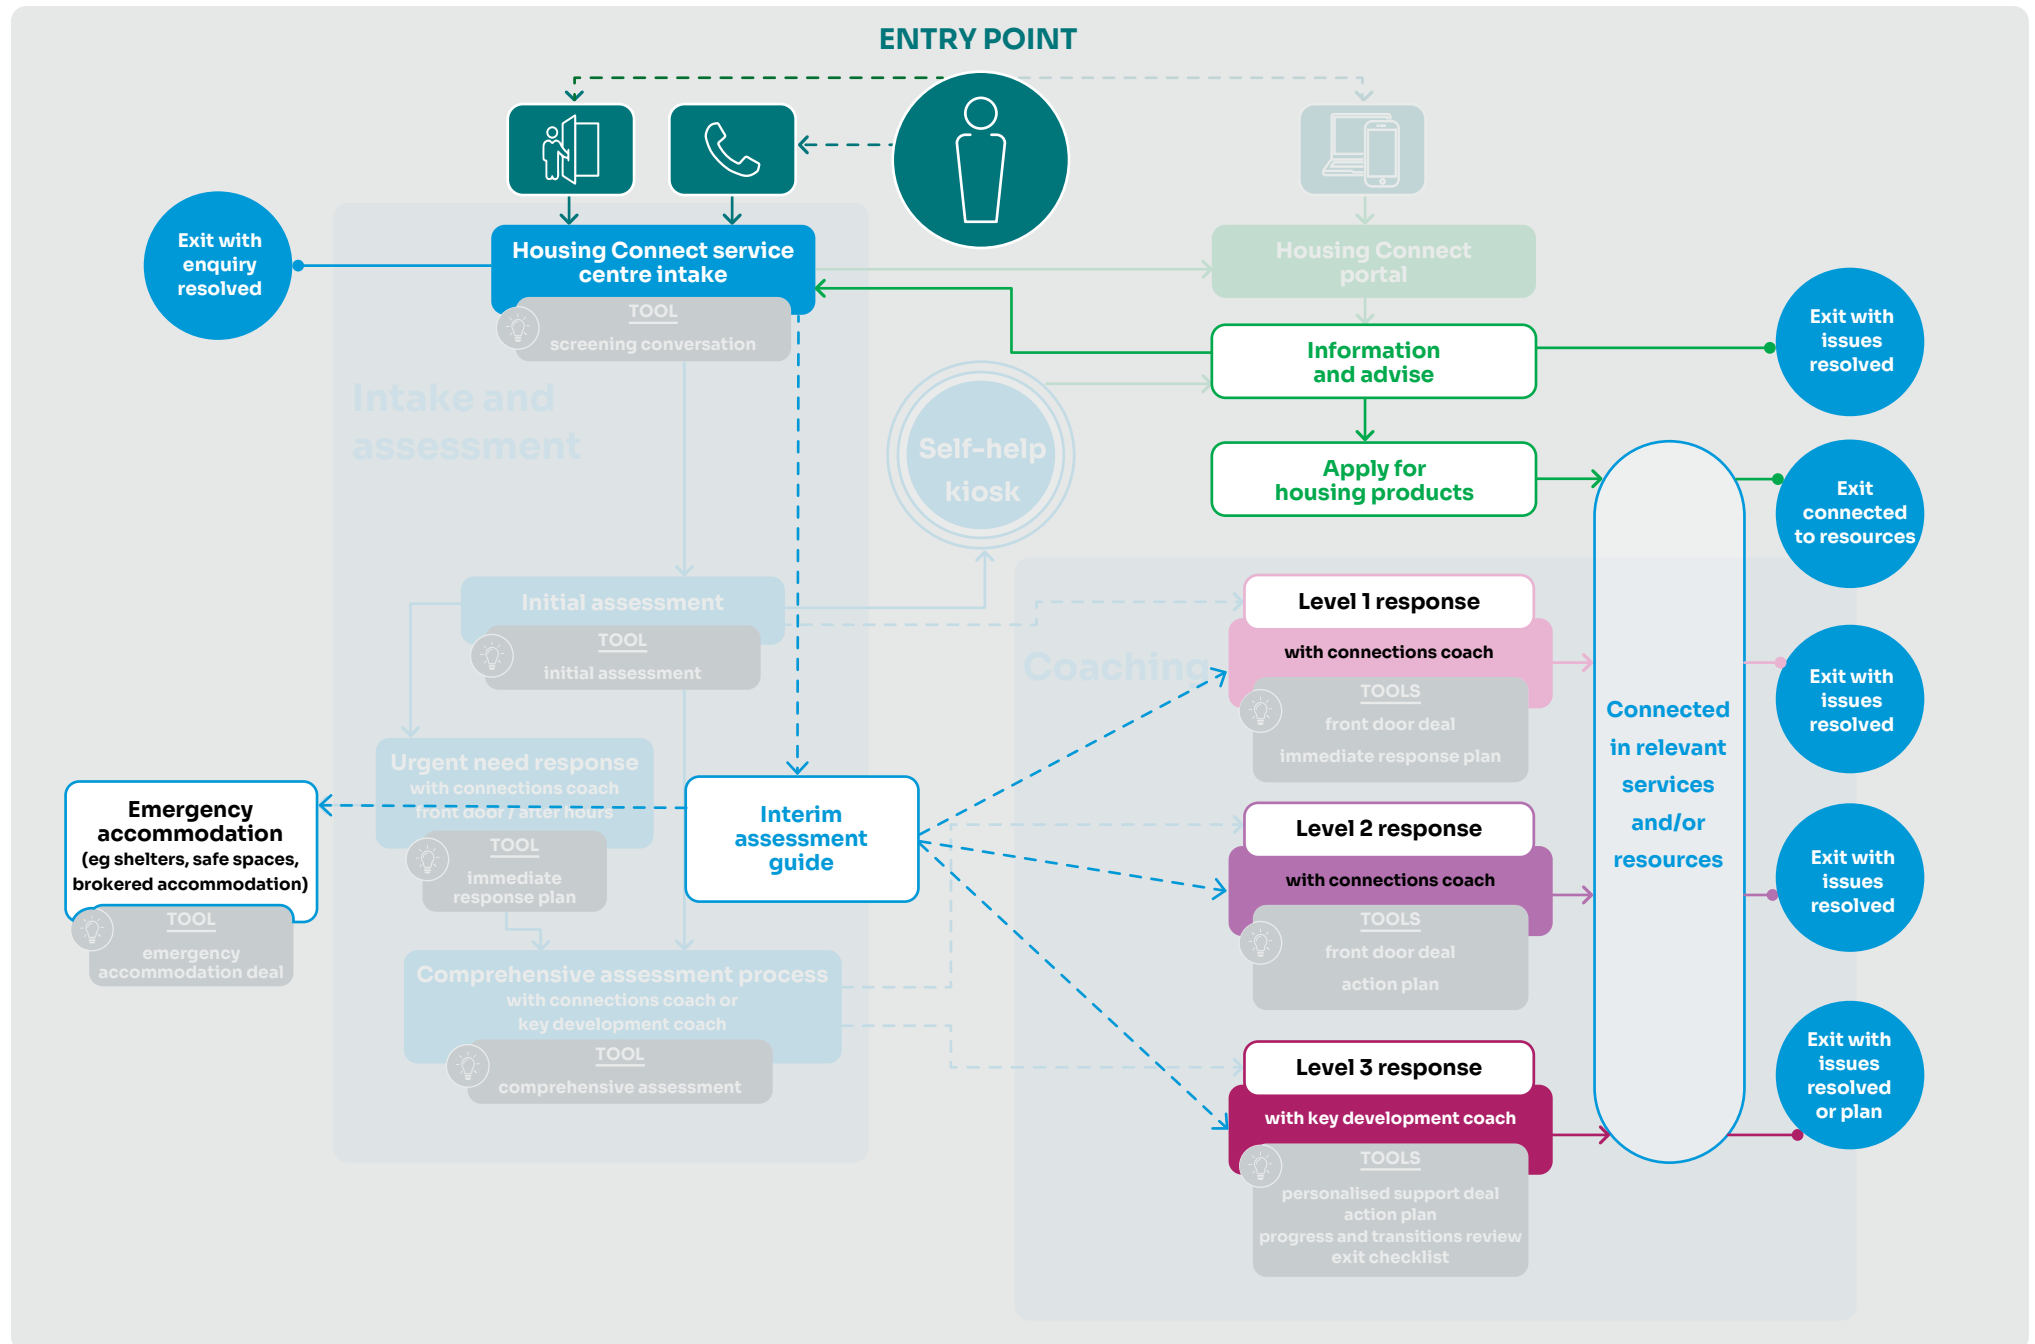 ENTRY POINT
Exit with
enquiry
resolved
Housing Connect service
centre intake
TOOL
screening conversation
Housing Connect
portal
Information
and advise
Exit with
issues
resolved
Intake and
assessment
Self-help
kiosk
Apply for
housing products
Exit
connected
to resources
Initial assessment
TOOL
initial assessment
Coaching
Level 1 response
with connections coach
TOOLS
front door deal
immediate response plan
Connected
in relevant
services
and/or
resources
Exit with
issues
resolved
Urgent need response
with connections coach
front door / after hours
TOOL
immediate
response plan
Emergency
accommodation
(eg shelters, safe spaces,
brokered accommodation)
TOOL
emergency
accommodation deal
Interim
assessment
guide
Level 2 response
with connections coach
TOOLS
front door deal
action plan
Exit with
issues
resolved
Comprehensive assessment process
with connections coach or
key development coach
TOOL
comprehensive assessment
Level 3 response
with key development coach
TOOLS
personalised support deal
action plan
progress and transitions review
exit checklist
Exit with
issues
resolved
or plan